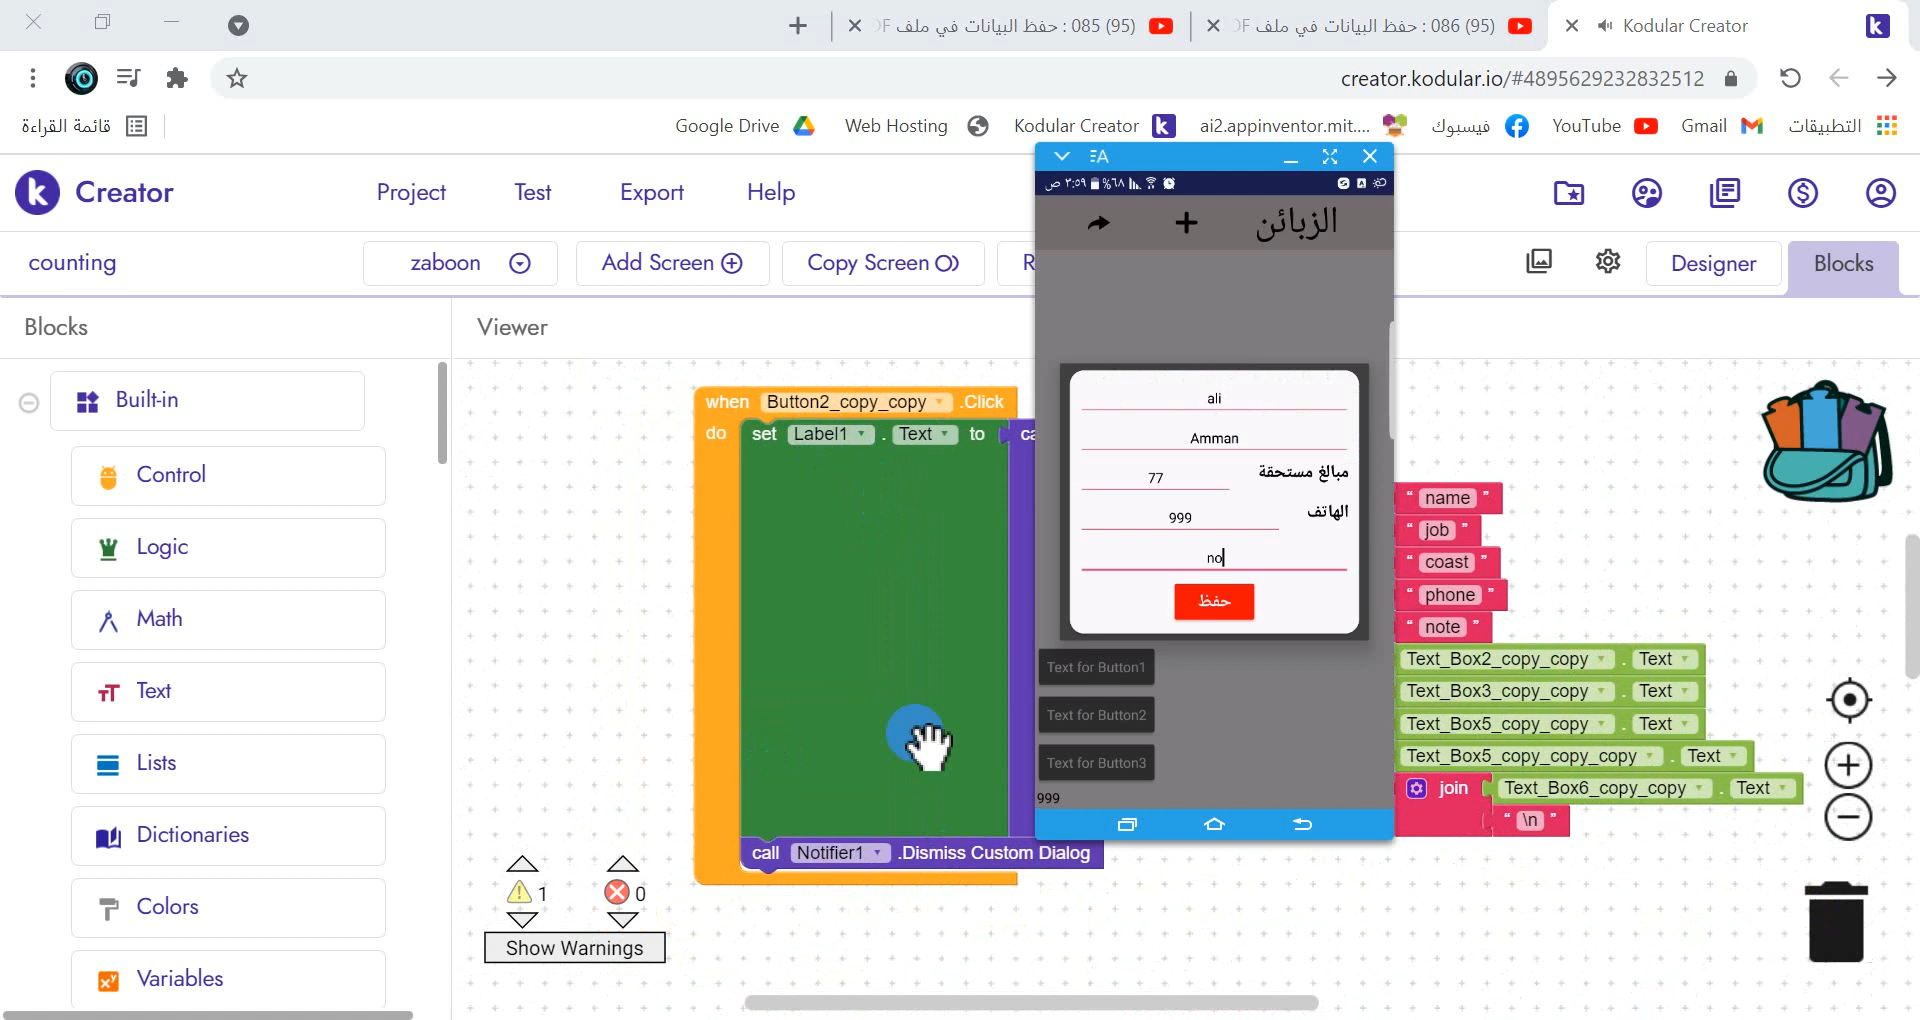 085 (95) : حفظ البيانات في ملف
086 (95) : حفظ البيانات في ملف
Kodular Creator
creator.kodular.io/#4895629232832512
قائمة القراءة
Google Drive
Web Hosting
Kodular Creator
ai2.appinventor.mit....
فيسبوك
YouTube
Gmail
التطبيقات
Creator
Project
Test
Export
Help
counting
zaboon
Add Screen
Copy Screen
R
Designer
Blocks
Blocks
Viewer
Built-in
Control
Logic
Math
Text
Lists
Dictionaries
Colors
Variables
when Button2_copy_copy .Click
do set Label1 . Text to ca
call Notifier1 .Dismiss Custom Dialog
1
0
Show Warnings
٣:٥٩ ص
%٦٨
الزبائن
ali
Amman
مبالغ مستحقة
77
الهاتف
999
no
حفظ
Text for Button1
Text for Button2
Text for Button3
999
“ name ”
“ job ”
“ coast ”
“ phone ”
“ note ”
Text_Box2_copy_copy . Text
Text_Box3_copy_copy . Text
Text_Box5_copy_copy . Text
Text_Box5_copy_copy_copy . Text
join Text_Box6_copy_copy . Text
“ \n ”